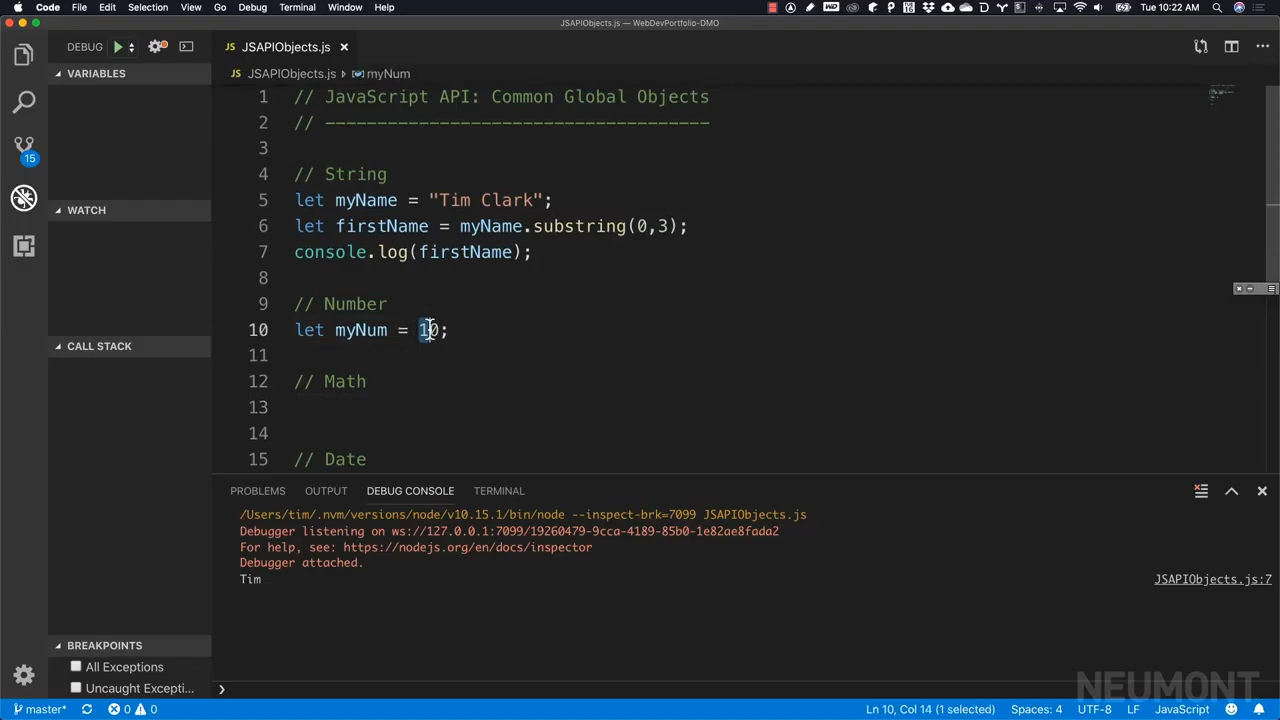 Code File Edit Selection View Go Debug Terminal Window Help
Tue 10:22 AM
JSAPIObjects.js — WebDevPortfolio-DMO
DEBUG
JS JSAPIObjects.js
JS JSAPIObjects.js myNum
VARIABLES
WATCH
CALL STACK
BREAKPOINTS
All Exceptions
Uncaught Excepti...
15
1 // JavaScript API: Common Global Objects
2 // -------------------------------------
3
4 // String
5 let myName = "Tim Clark";
6 let firstName = myName.substring(0,3);
7 console.log(firstName);
8
9 // Number
10 let myNum = 10;
11
12 // Math
13
14
15 // Date
PROBLEMS OUTPUT DEBUG CONSOLE TERMINAL
/Users/tim/.nvm/versions/node/v10.15.1/bin/node --inspect-brk=7099 JSAPIObjects.js
Debugger listening on ws://127.0.0.1:7099/19260479-9cca-4189-85b0-1e82ae8fada2
For help, see: https://nodejs.org/en/docs/inspector
Debugger attached.
Tim JSAPIObjects.js:7
NEUMONT
master* 0 0 Ln 10, Col 14 (1 selected) Spaces: 4 UTF-8 LF JavaScript